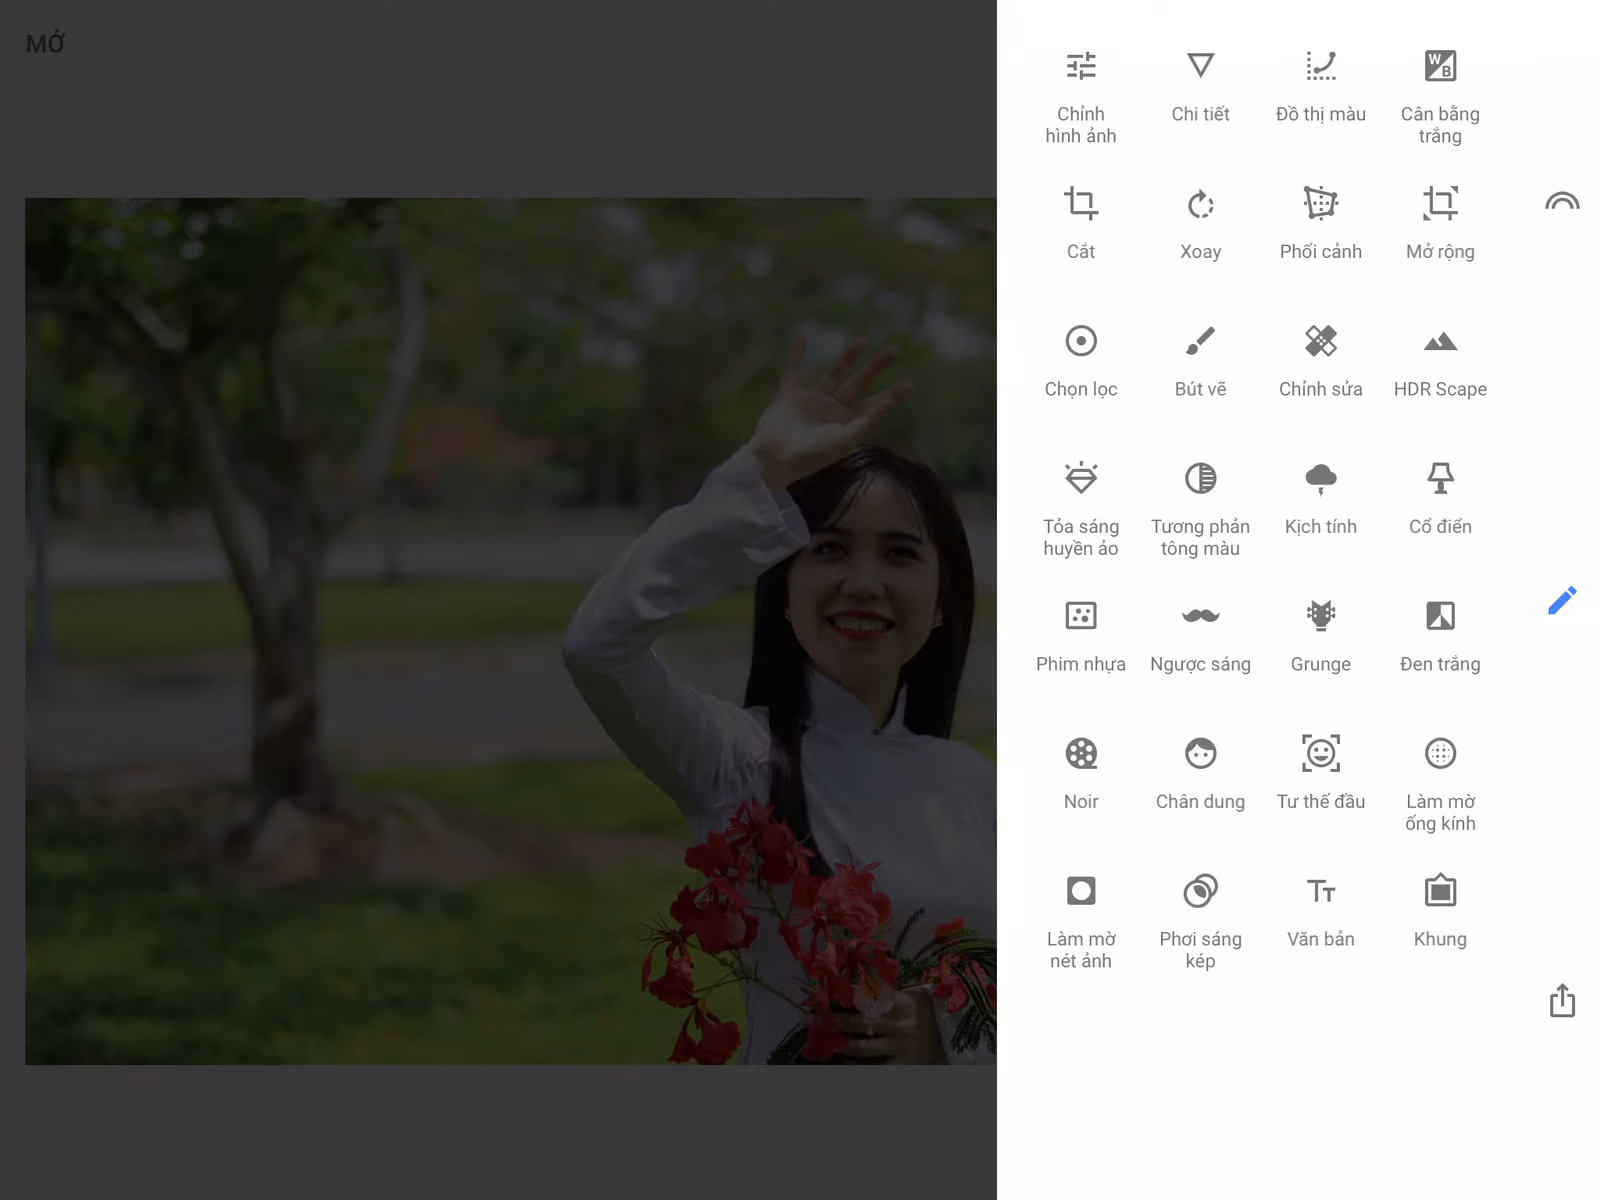 MỞ
Chỉnh
hình ảnh
Chi tiết
Đồ thị màu
Cân bằng
trắng
Cắt
Xoay
Phối cảnh
Mở rộng
Chọn lọc
Bút vẽ
Chỉnh sửa
HDR Scape
Tỏa sáng
huyền ảo
Tương phản
tông màu
Kịch tính
Cổ điển
Phim nhựa
Ngược sáng
Grunge
Đen trắng
Noir
Chân dung
Tư thế đầu
Làm mờ
ống kính
Làm mờ
nét ảnh
Phơi sáng
kép
Văn bản
Khung